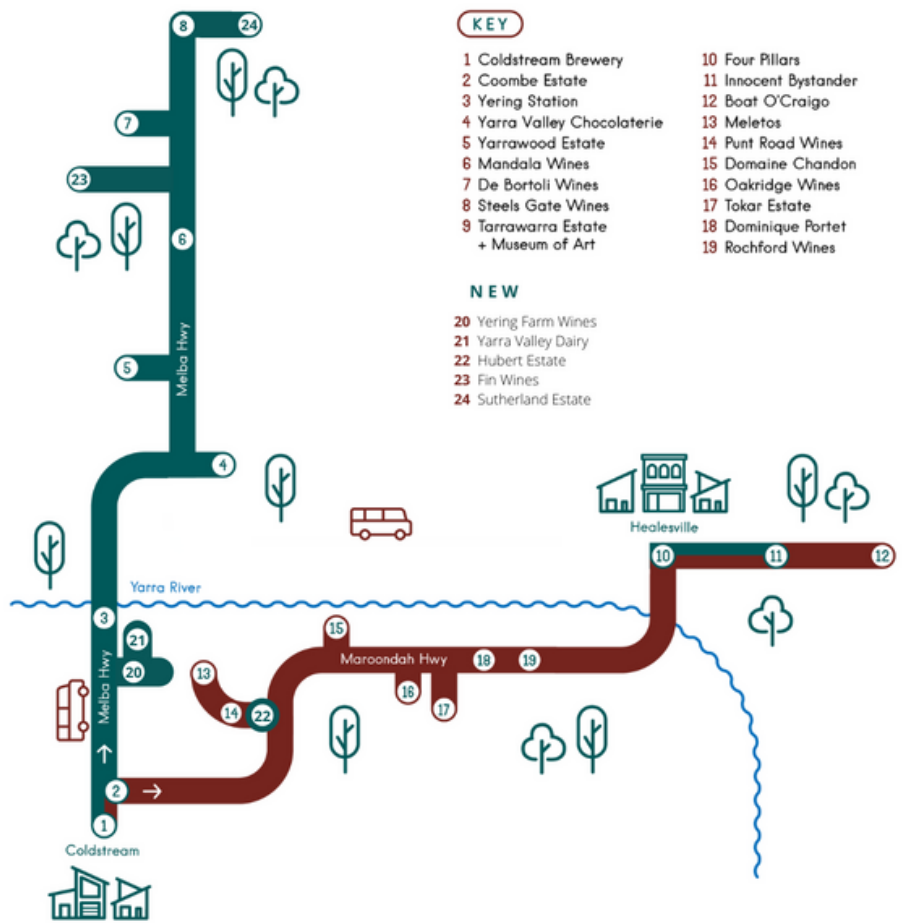 KEY
1 Coldstream Brewery
2 Coombe Estate
3 Yering Station
4 Yarra Valley Chocolaterie
5 Yarrawood Estate
6 Mandala Wines
7 De Bortoli Wines
8 Steels Gate Wines
9 Tarrawarra Estate
+ Museum of Art
10 Four Pillars
11 Innocent Bystander
12 Boat O'Craigo
13 Meletos
14 Punt Road Wines
15 Domaine Chandon
16 Oakridge Wines
17 Tokar Estate
18 Dominique Portet
19 Rochford Wines
NEW
20 Yering Farm Wines
21 Yarra Valley Dairy
22 Hubert Estate
23 Fin Wines
24 Sutherland Estate
8
24
7
23
6
Melba Hwy
5
4
Healesville
10
11
12
Yarra River
3
21
20
Melba Hwy
13
14
22
15
Maroondah Hwy
18
19
16
17
2
1
Coldstream